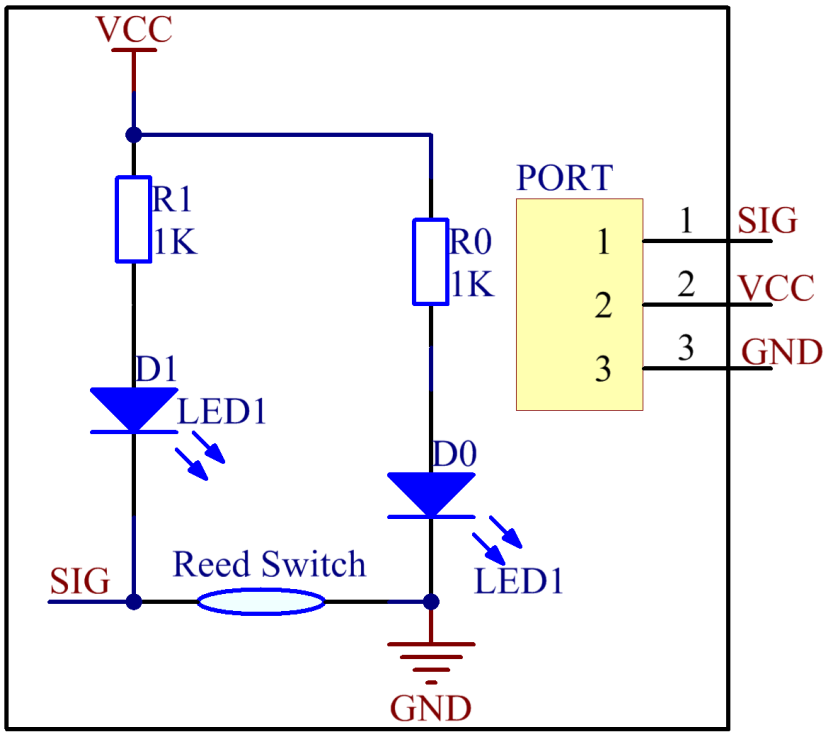 VCC
R1
1K
R0
1K
PORT
1 1 SIG
2 2 VCC
3 3 GND
D1
LED1
D0
LED1
Reed Switch
SIG
GND